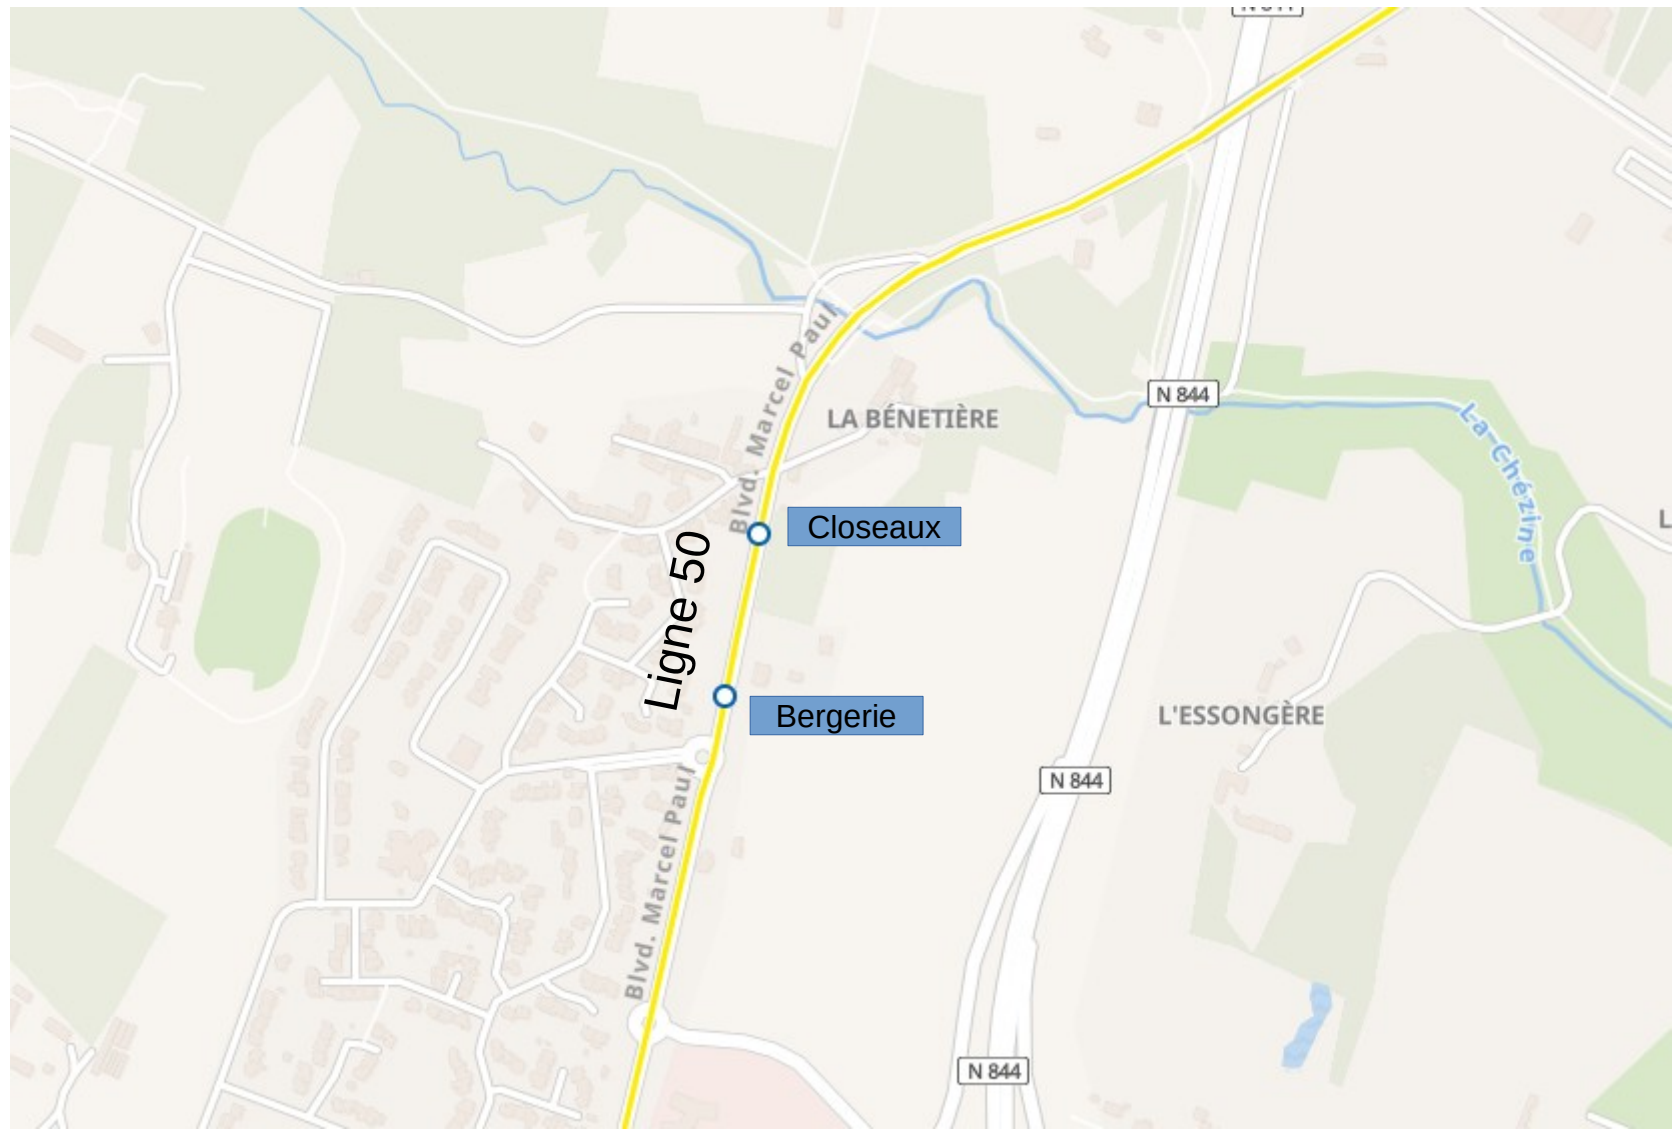 Blvd. Marcel Paul
LA BÉNETIÈRE
N 844
La Chézine
Closeaux
Ligne 50
Bergerie
L'ESSONGÈRE
N 844
Blvd. Marcel Paul
N 844